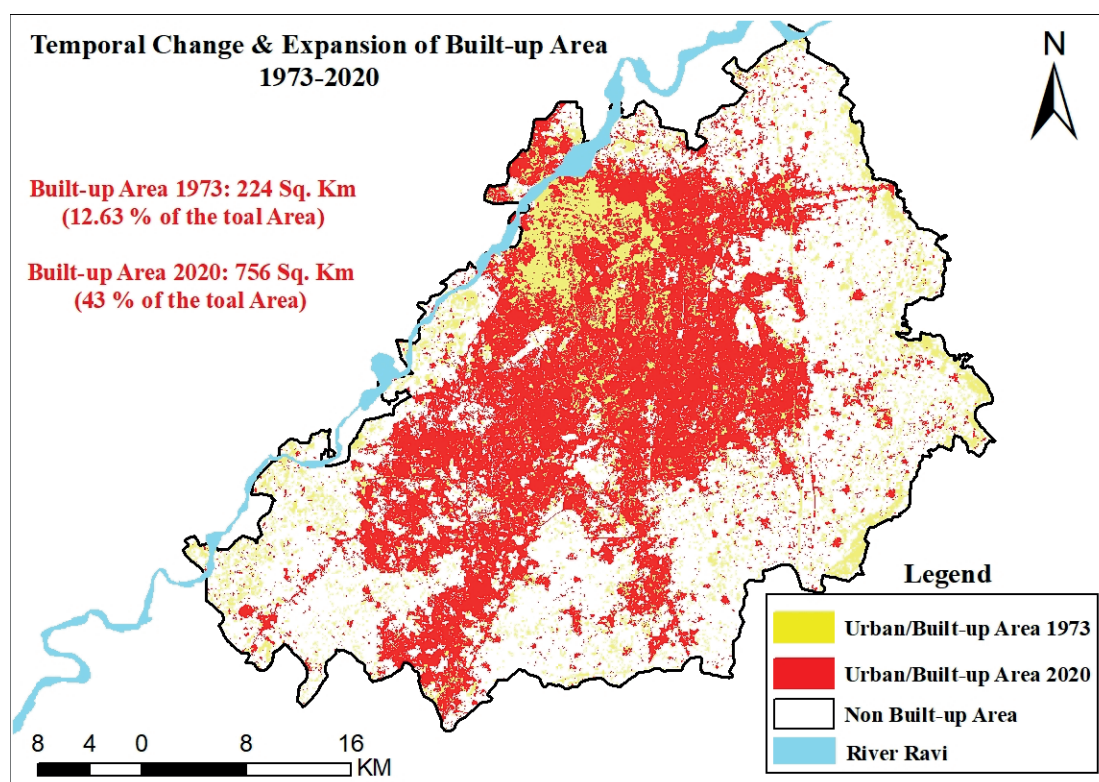 Temporal Change & Expansion of Built-up Area
1973-2020
N
Built-up Area 1973: 224 Sq. Km
(12.63 % of the toal Area)
Built-up Area 2020: 756 Sq. Km
(43 % of the toal Area)
Legend
Urban/Built-up Area 1973
Urban/Built-up Area 2020
Non Built-up Area
River Ravi
8 4 0 8 16
KM